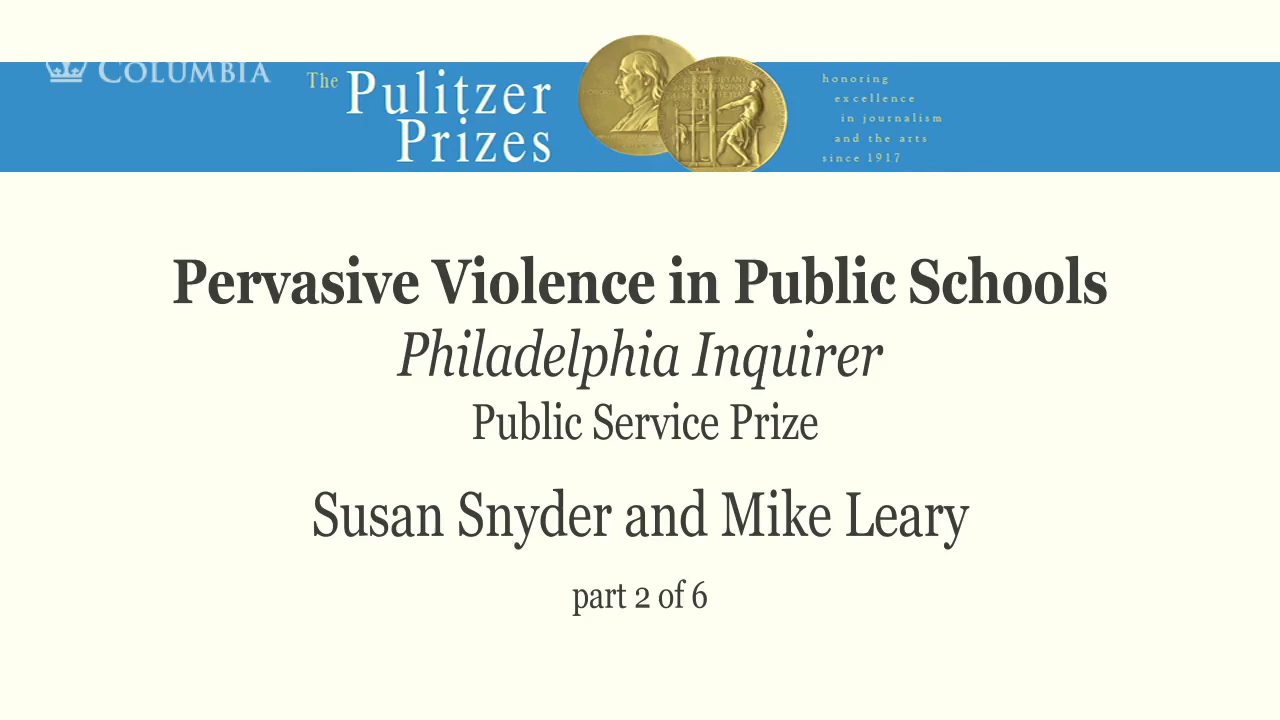 COLUMBIA
The Pulitzer
Prizes
honoring
excellence
in journalism
and the arts
since 1917
Pervasive Violence in Public Schools
Philadelphia Inquirer
Public Service Prize
Susan Snyder and Mike Leary
part 2 of 6